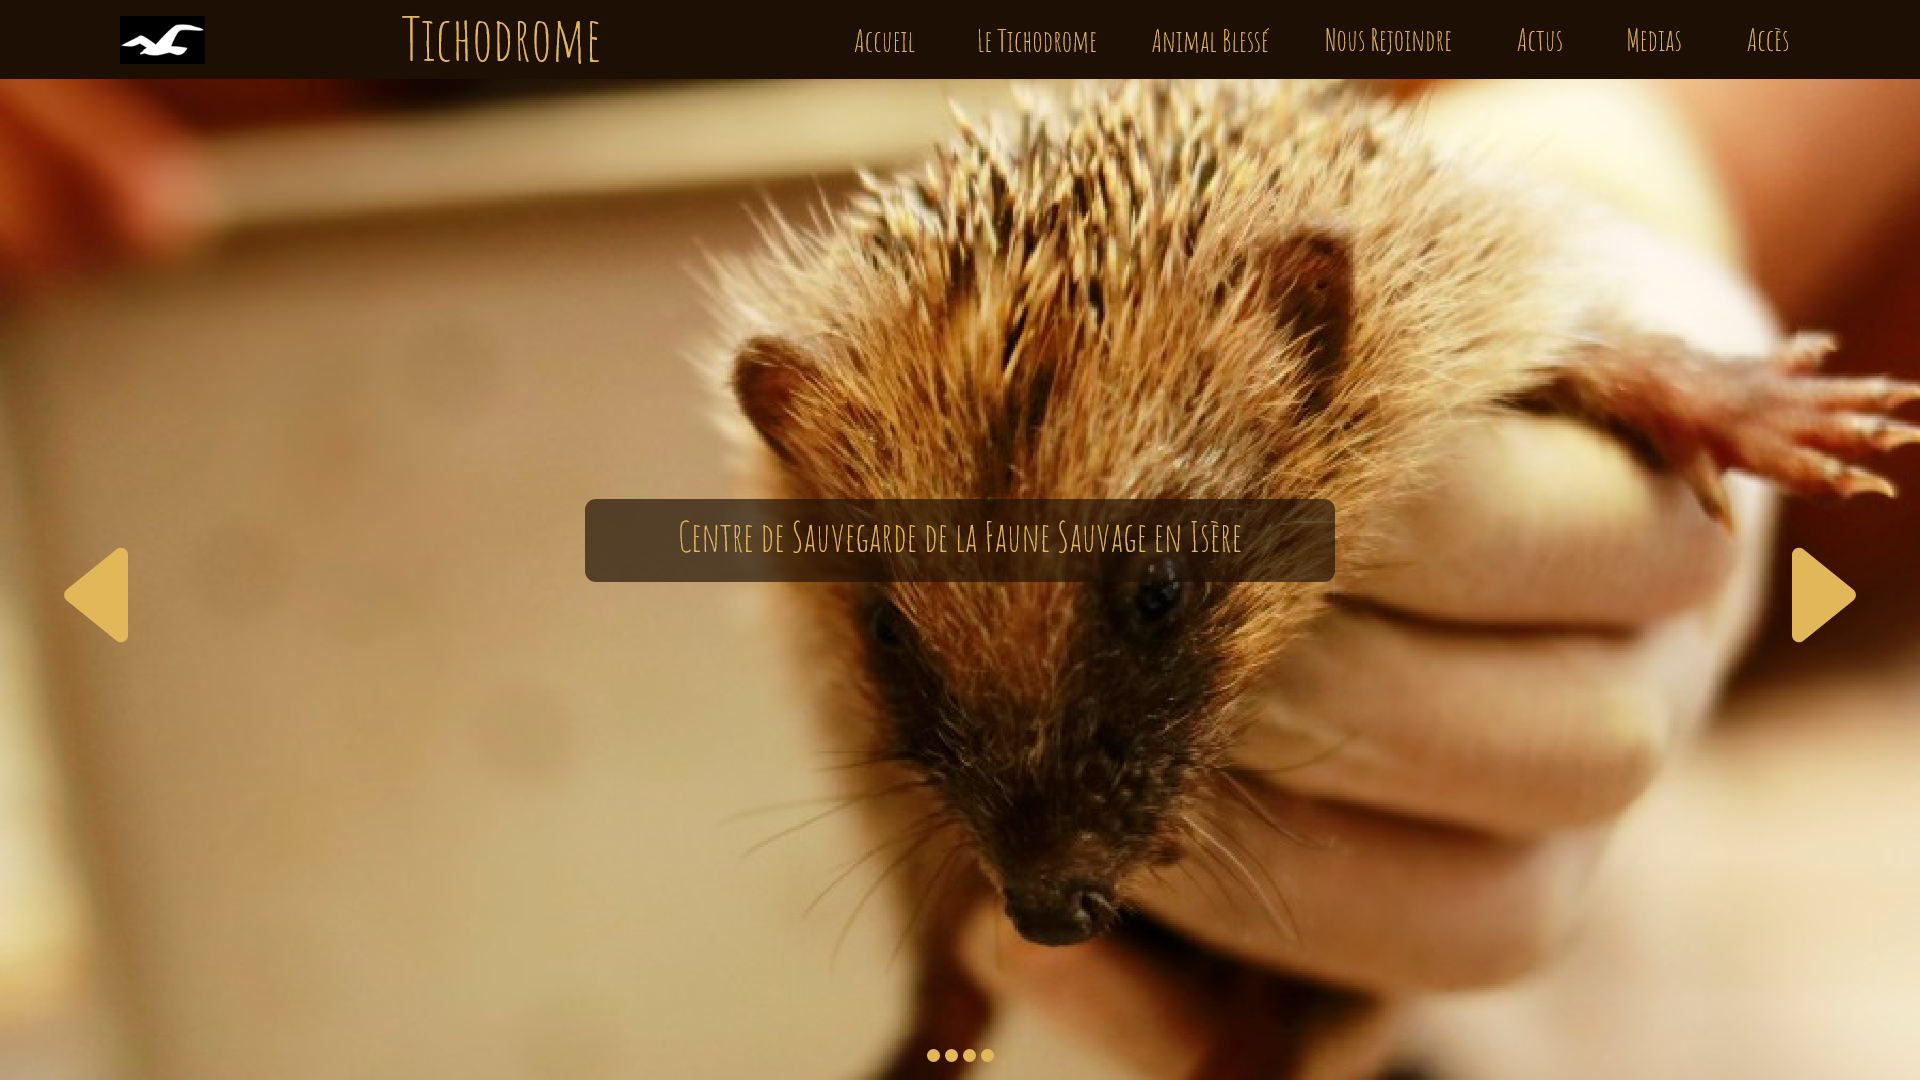 Tichodrome
Accueil
Le Tichodrome
Animal Blessé
Nous Rejoindre
Actus
Medias
Accès
Centre de Sauvegarde de la Faune Sauvage en Isère